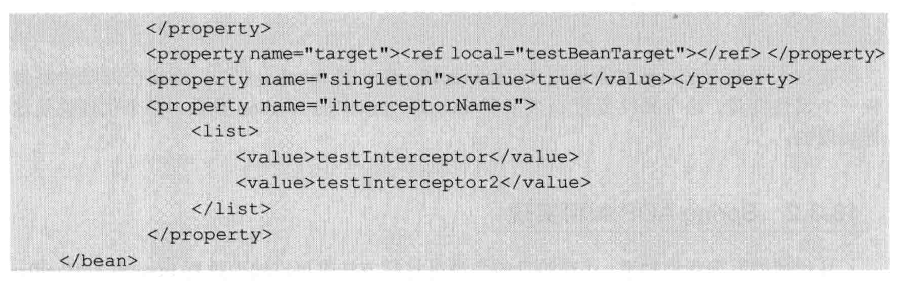 </property>
<property name="target"><ref local="testBeanTarget"></ref> </property>
<property name="singleton"><value>true</value></property>
<property name="interceptorNames">
<list>
<value>testInterceptor</value>
<value>testInterceptor2</value>
</list>
</property>
</bean>